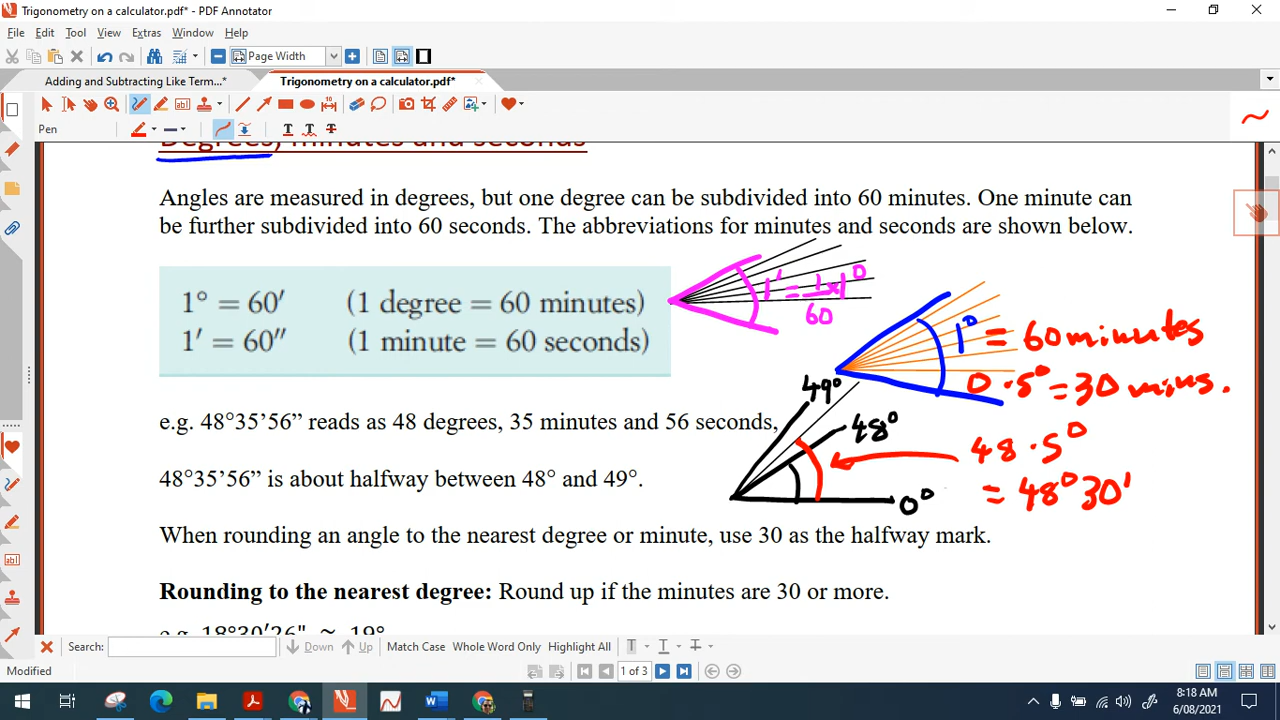 Trigonometry on a calculator.pdf* - PDF Annotator
File Edit Tool View Extras Window Help
Page Width
Adding and Subtracting Like Term...*
Trigonometry on a calculator.pdf*
Pen
Degrees, minutes and seconds
Angles are measured in degrees, but one degree can be subdivided into 60 minutes. One minute can
be further subdivided into 60 seconds. The abbreviations for minutes and seconds are shown below.
1° = 60′ (1 degree = 60 minutes)
1′ = 60″ (1 minute = 60 seconds)
1' = 1/60 x 1°
1° = 60 minutes
0.5° = 30 mins.
49°
48°
0°
48.5°
= 48°30'
e.g. 48°35’56” reads as 48 degrees, 35 minutes and 56 seconds,
48°35’56” is about halfway between 48° and 49°.
When rounding an angle to the nearest degree or minute, use 30 as the halfway mark.
Rounding to the nearest degree: Round up if the minutes are 30 or more.
e.g. 18°30′26″ ≈ 19°
Search: Down Up Match Case Whole Word Only Highlight All
Modified
1 of 3
8:18 AM
6/08/2021